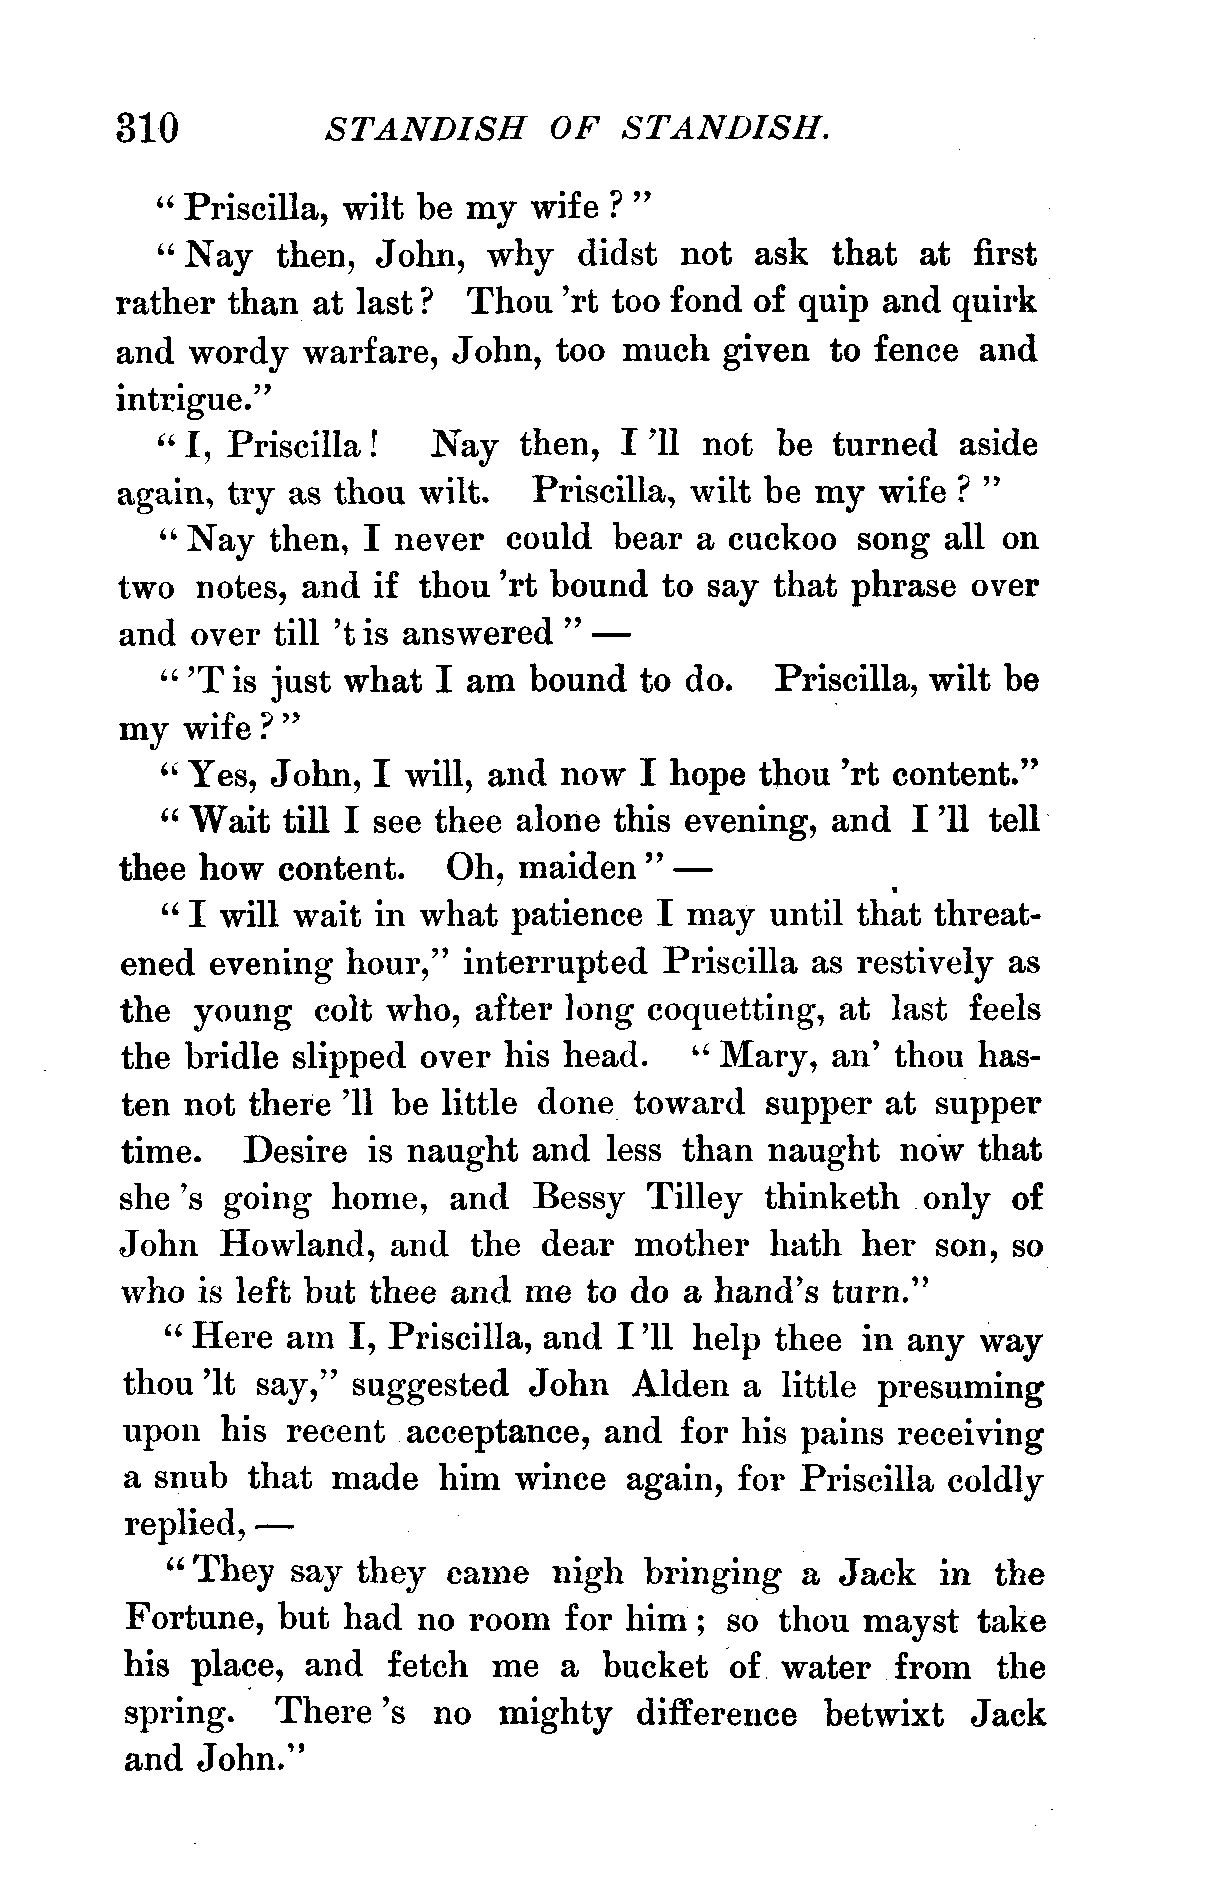 310 STANDISH OF STANDISH.
“Priscilla, wilt be my wife?”
“Nay then, John, why didst not ask that at first
rather than at last? Thou 'rt too fond of quip and quirk
and wordy warfare, John, too much given to fence and
intrigue.”
“I, Priscilla! Nay then, I 'll not be turned aside
again, try as thou wilt. Priscilla, wilt be my wife?”
“Nay then, I never could bear a cuckoo song all on
two notes, and if thou 'rt bound to say that phrase over
and over till 't is answered” —
“'T is just what I am bound to do. Priscilla, wilt be
my wife?”
“Yes, John, I will, and now I hope thou 'rt content.”
“Wait till I see thee alone this evening, and I 'll tell
thee how content. Oh, maiden” —
“I will wait in what patience I may until that threat-
ened evening hour,” interrupted Priscilla as restively as
the young colt who, after long coquetting, at last feels
the bridle slipped over his head. “Mary, an' thou has-
ten not there 'll be little done toward supper at supper
time. Desire is naught and less than naught now that
she 's going home, and Bessy Tilley thinketh only of
John Howland, and the dear mother hath her son, so
who is left but thee and me to do a hand's turn.”
“Here am I, Priscilla, and I 'll help thee in any way
thou 'lt say,” suggested John Alden a little presuming
upon his recent acceptance, and for his pains receiving
a snub that made him wince again, for Priscilla coldly
replied, —
“They say they came nigh bringing a Jack in the
Fortune, but had no room for him; so thou mayst take
his place, and fetch me a bucket of water from the
spring. There 's no mighty difference betwixt Jack
and John.”